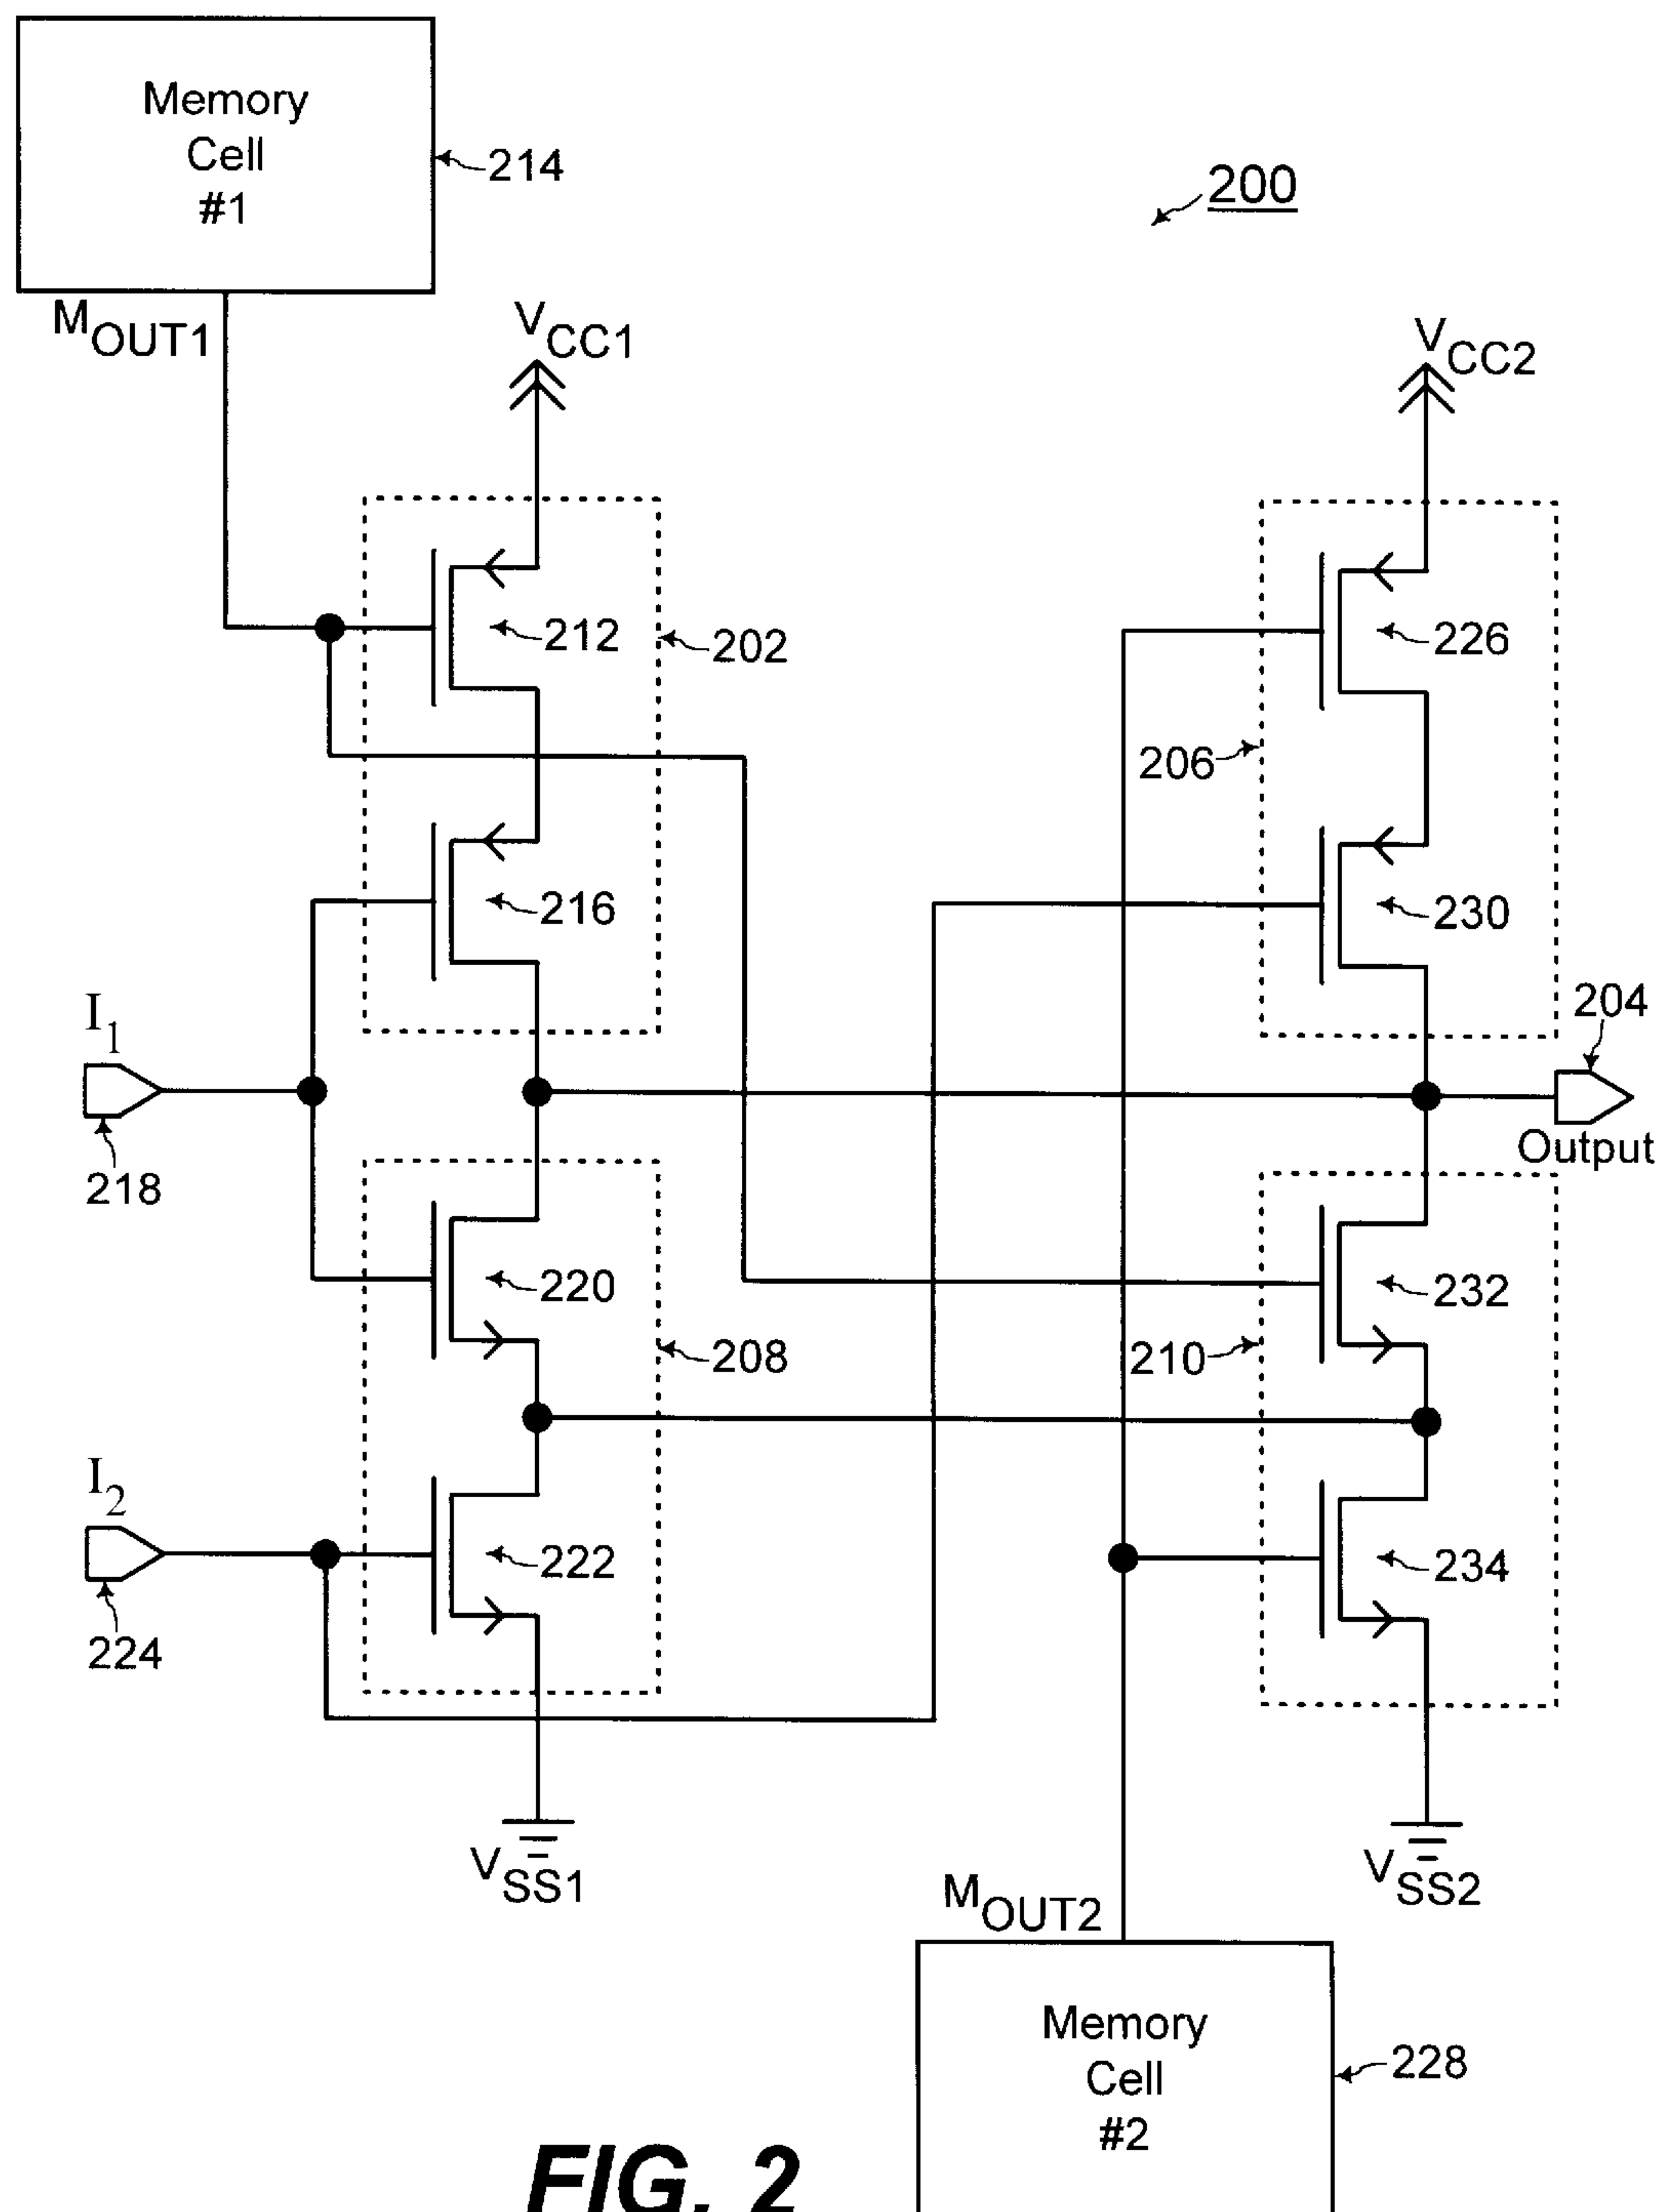 Memory
Cell
#1
214
200
MOUT1
VCC1
VCC2
212
202
226
206
216
230
I1
204
218
Output
220
232
208
210
I2
222
234
224
VSS1
VSS2
MOUT2
Memory
Cell
#2
228
FIG. 2